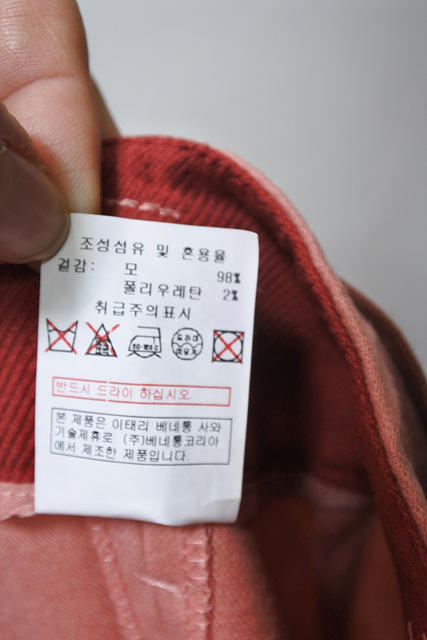 조성섬유 및 혼용율
겉감: 모 98%
폴리우레탄 2%
취급주의표시
반드시 드라이 하십시오
본 제품은 이태리 베네통 사와
기술제휴로 (주)베네통코리아
에서 제조한 제품입니다.